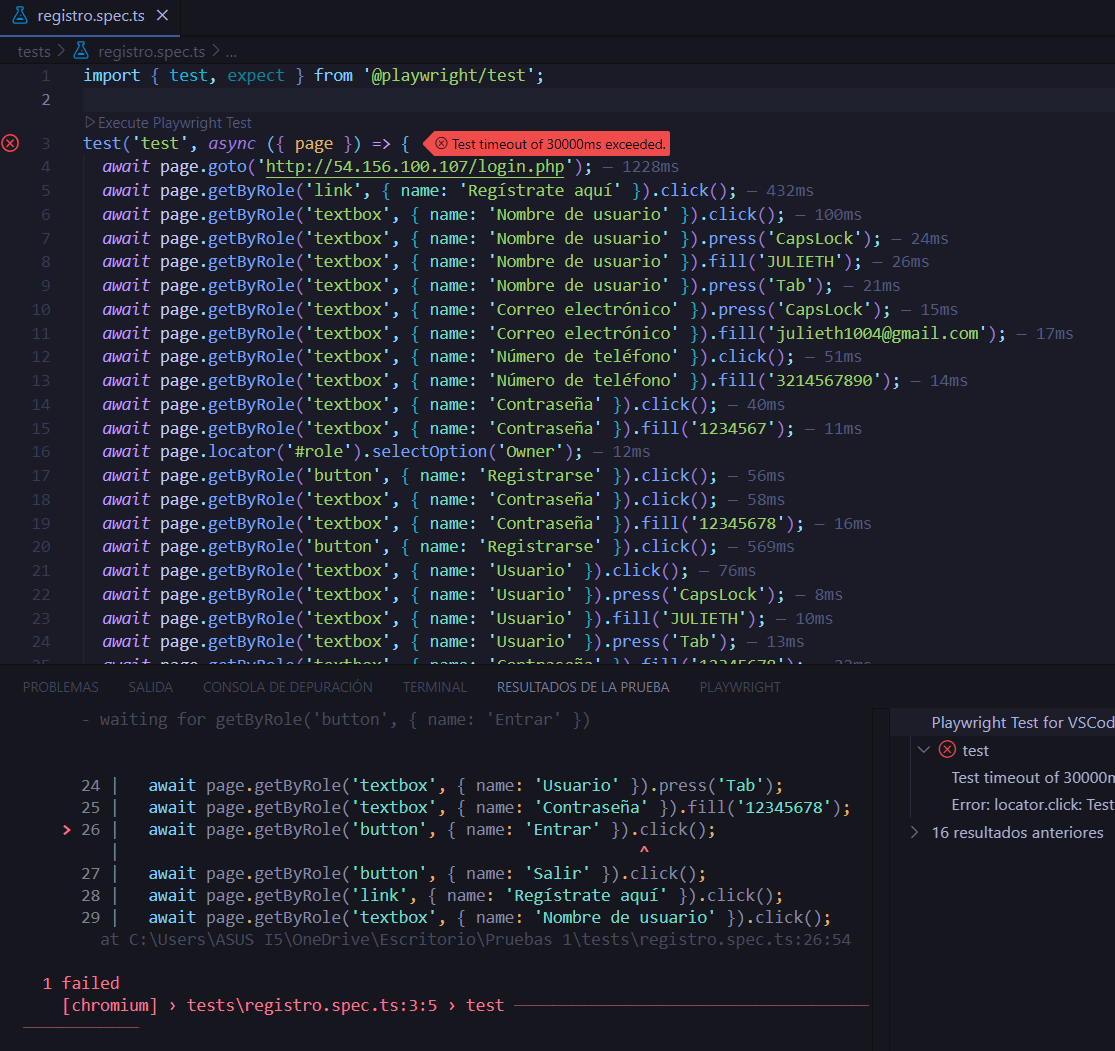 registro.spec.ts
tests > registro.spec.ts > ...
1 import { test, expect } from '@playwright/test';
2
Execute Playwright Test
3 test('test', async ({ page }) => { Test timeout of 30000ms exceeded.
4 await page.goto('http://54.156.100.107/login.php'); — 1228ms
5 await page.getByRole('link', { name: 'Regístrate aquí' }).click(); — 432ms
6 await page.getByRole('textbox', { name: 'Nombre de usuario' }).click(); — 100ms
7 await page.getByRole('textbox', { name: 'Nombre de usuario' }).press('CapsLock'); — 24ms
8 await page.getByRole('textbox', { name: 'Nombre de usuario' }).fill('JULIETH'); — 26ms
9 await page.getByRole('textbox', { name: 'Nombre de usuario' }).press('Tab'); — 21ms
10 await page.getByRole('textbox', { name: 'Correo electrónico' }).press('CapsLock'); — 15ms
11 await page.getByRole('textbox', { name: 'Correo electrónico' }).fill('julieth1004@gmail.com'); — 17ms
12 await page.getByRole('textbox', { name: 'Número de teléfono' }).click(); — 51ms
13 await page.getByRole('textbox', { name: 'Número de teléfono' }).fill('3214567890'); — 14ms
14 await page.getByRole('textbox', { name: 'Contraseña' }).click(); — 40ms
15 await page.getByRole('textbox', { name: 'Contraseña' }).fill('1234567'); — 11ms
16 await page.locator('#role').selectOption('Owner'); — 12ms
17 await page.getByRole('button', { name: 'Registrarse' }).click(); — 56ms
18 await page.getByRole('textbox', { name: 'Contraseña' }).click(); — 58ms
19 await page.getByRole('textbox', { name: 'Contraseña' }).fill('12345678'); — 16ms
20 await page.getByRole('button', { name: 'Registrarse' }).click(); — 569ms
21 await page.getByRole('textbox', { name: 'Usuario' }).click(); — 76ms
22 await page.getByRole('textbox', { name: 'Usuario' }).press('CapsLock'); — 8ms
23 await page.getByRole('textbox', { name: 'Usuario' }).fill('JULIETH'); — 10ms
24 await page.getByRole('textbox', { name: 'Usuario' }).press('Tab'); — 13ms
25 await page.getByRole('textbox', { name: 'Contraseña' }).fill('12345678');
PROBLEMAS SALIDA CONSOLA DE DEPURACIÓN TERMINAL RESULTADOS DE LA PRUEBA PLAYWRIGHT
- waiting for getByRole('button', { name: 'Entrar' })
24 | await page.getByRole('textbox', { name: 'Usuario' }).press('Tab');
25 | await page.getByRole('textbox', { name: 'Contraseña' }).fill('12345678');
> 26 | await page.getByRole('button', { name: 'Entrar' }).click();
| ^
27 | await page.getByRole('button', { name: 'Salir' }).click();
28 | await page.getByRole('link', { name: 'Regístrate aquí' }).click();
29 | await page.getByRole('textbox', { name: 'Nombre de usuario' }).click();
at C:\Users\ASUS I5\OneDrive\Escritorio\Pruebas 1\tests\registro.spec.ts:26:54
1 failed
[chromium] › tests\registro.spec.ts:3:5 › test
Playwright Test for VSCod
test
Test timeout of 30000m
Error: locator.click: Test
16 resultados anteriores